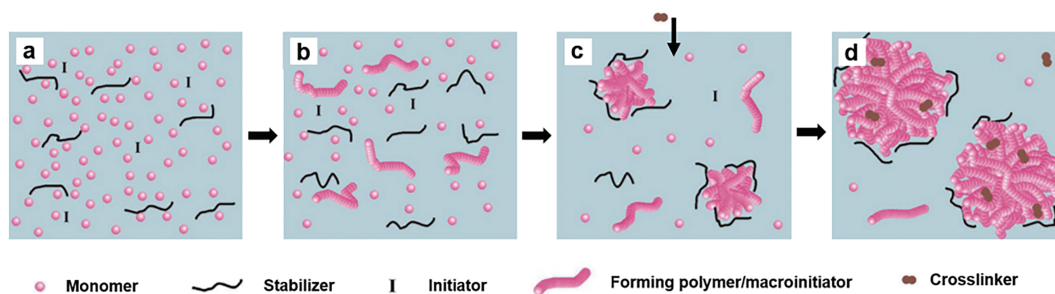 a
b
c
d
I
I
I
I
I
I
I
Monomer
Stabilizer
I Initiator
Forming polymer/macroinitiator
Crosslinker